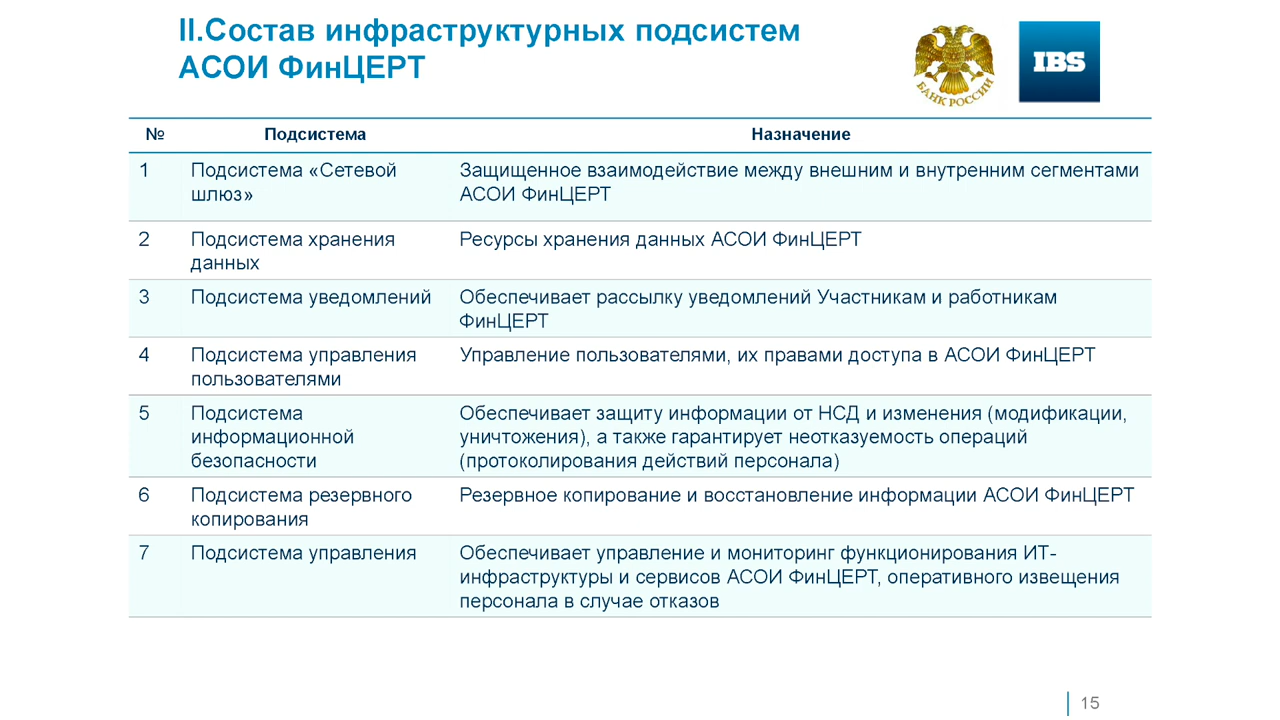 II.Состав инфраструктурных подсистем
АСОИ ФинЦЕРТ
БАНК РОССИИ
IBS
№ Подсистема Назначение
1 Подсистема «Сетевой Защищенное взаимодействие между внешним и внутренним сегментами
шлюз» АСОИ ФинЦЕРТ
2 Подсистема хранения Ресурсы хранения данных АСОИ ФинЦЕРТ
данных
3 Подсистема уведомлений Обеспечивает рассылку уведомлений Участникам и работникам
ФинЦЕРТ
4 Подсистема управления Управление пользователями, их правами доступа в АСОИ ФинЦЕРТ
пользователями
5 Подсистема Обеспечивает защиту информации от НСД и изменения (модификации,
информационной уничтожения), а также гарантирует неотказуемость операций
безопасности (протоколирования действий персонала)
6 Подсистема резервного Резервное копирование и восстановление информации АСОИ ФинЦЕРТ
копирования
7 Подсистема управления Обеспечивает управление и мониторинг функционирования ИТ-
инфраструктуры и сервисов АСОИ ФинЦЕРТ, оперативного извещения
персонала в случае отказов
15